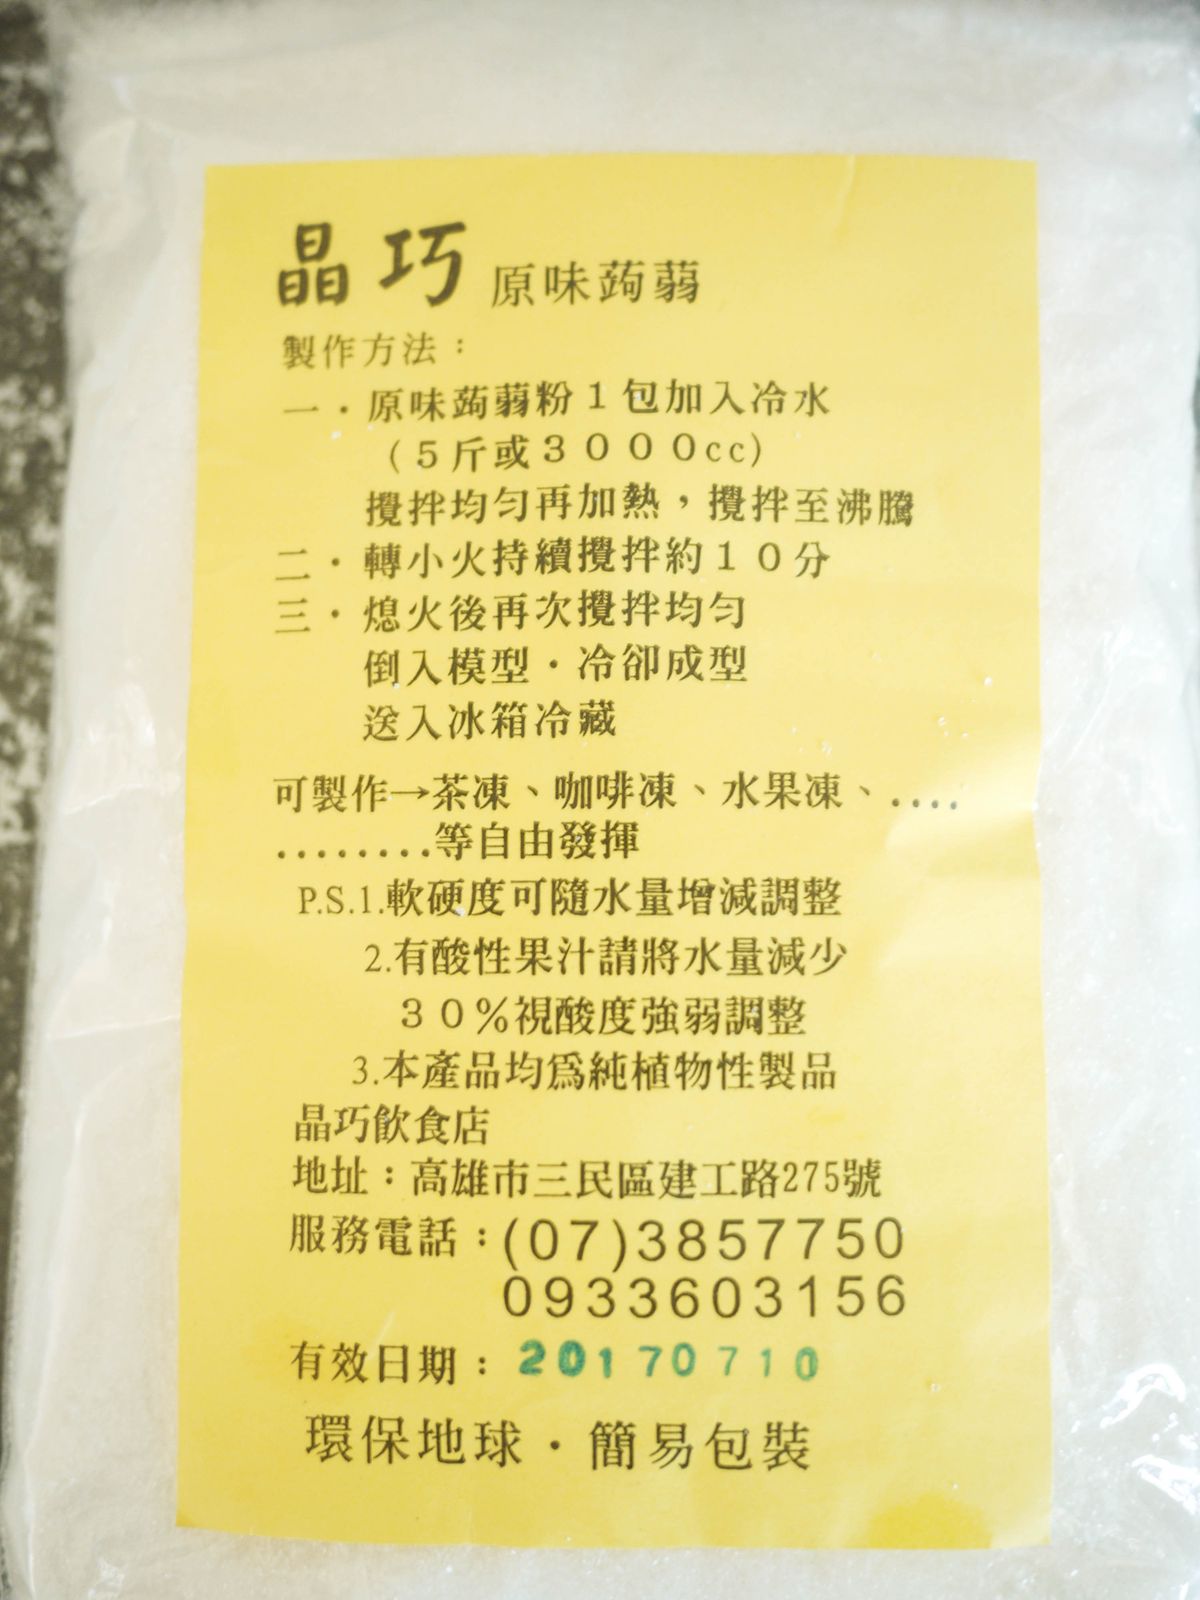 晶巧 原味蒟蒻
製作方法：
一．原味蒟蒻粉１包加入冷水
（５斤或３０００cc）
攪拌均勻再加熱，攪拌至沸騰
二．轉小火持續攪拌約１０分
三．熄火後再次攪拌均勻
倒入模型．冷卻成型
送入冰箱冷藏
可製作→茶凍、咖啡凍、水果凍、....
........等自由發揮
P.S.1.軟硬度可隨水量增減調整
2.有酸性果汁請將水量減少
３０％視酸度強弱調整
3.本產品均為純植物性製品
晶巧飲食店
地址：高雄市三民區建工路275號
服務電話：(07)3857750
0933603156
有效日期：20170710
環保地球．簡易包裝